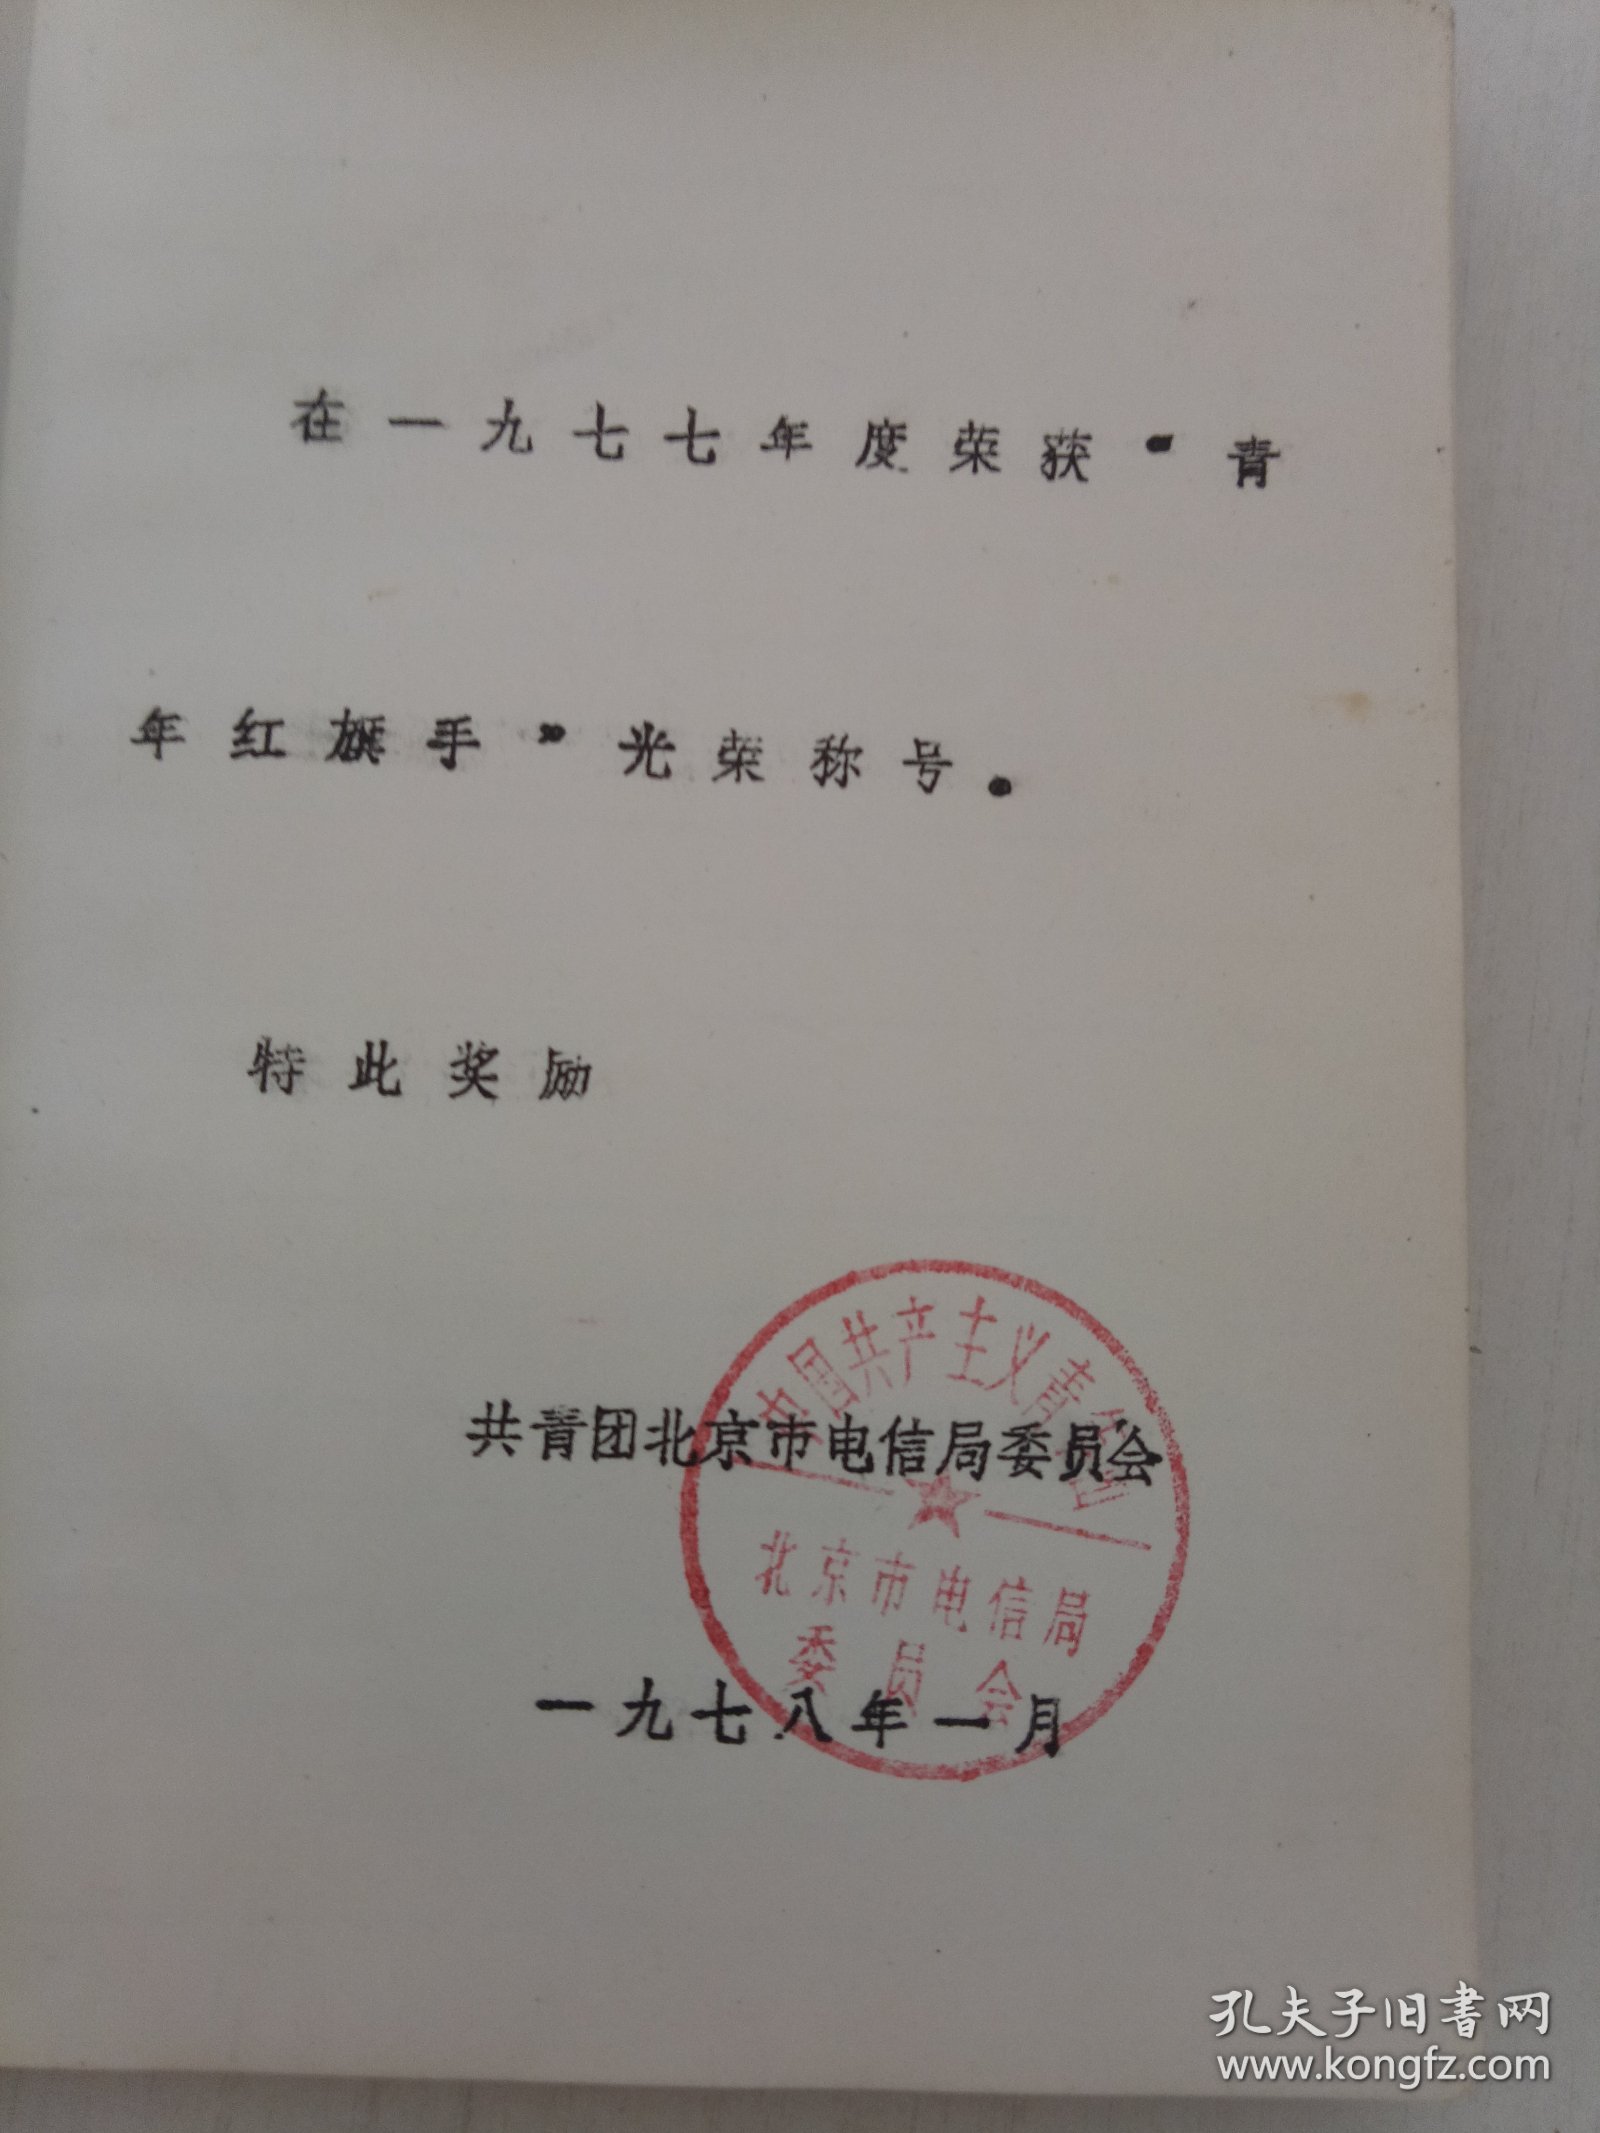 在一九七七年度荣获“青
年红旗手”光荣称号。
特此奖励
共青团北京市电信局委员会
中国共产主义青年团
北京市电信局
委员会
一九七八年一月
孔夫子旧书网
www.kongfz.com